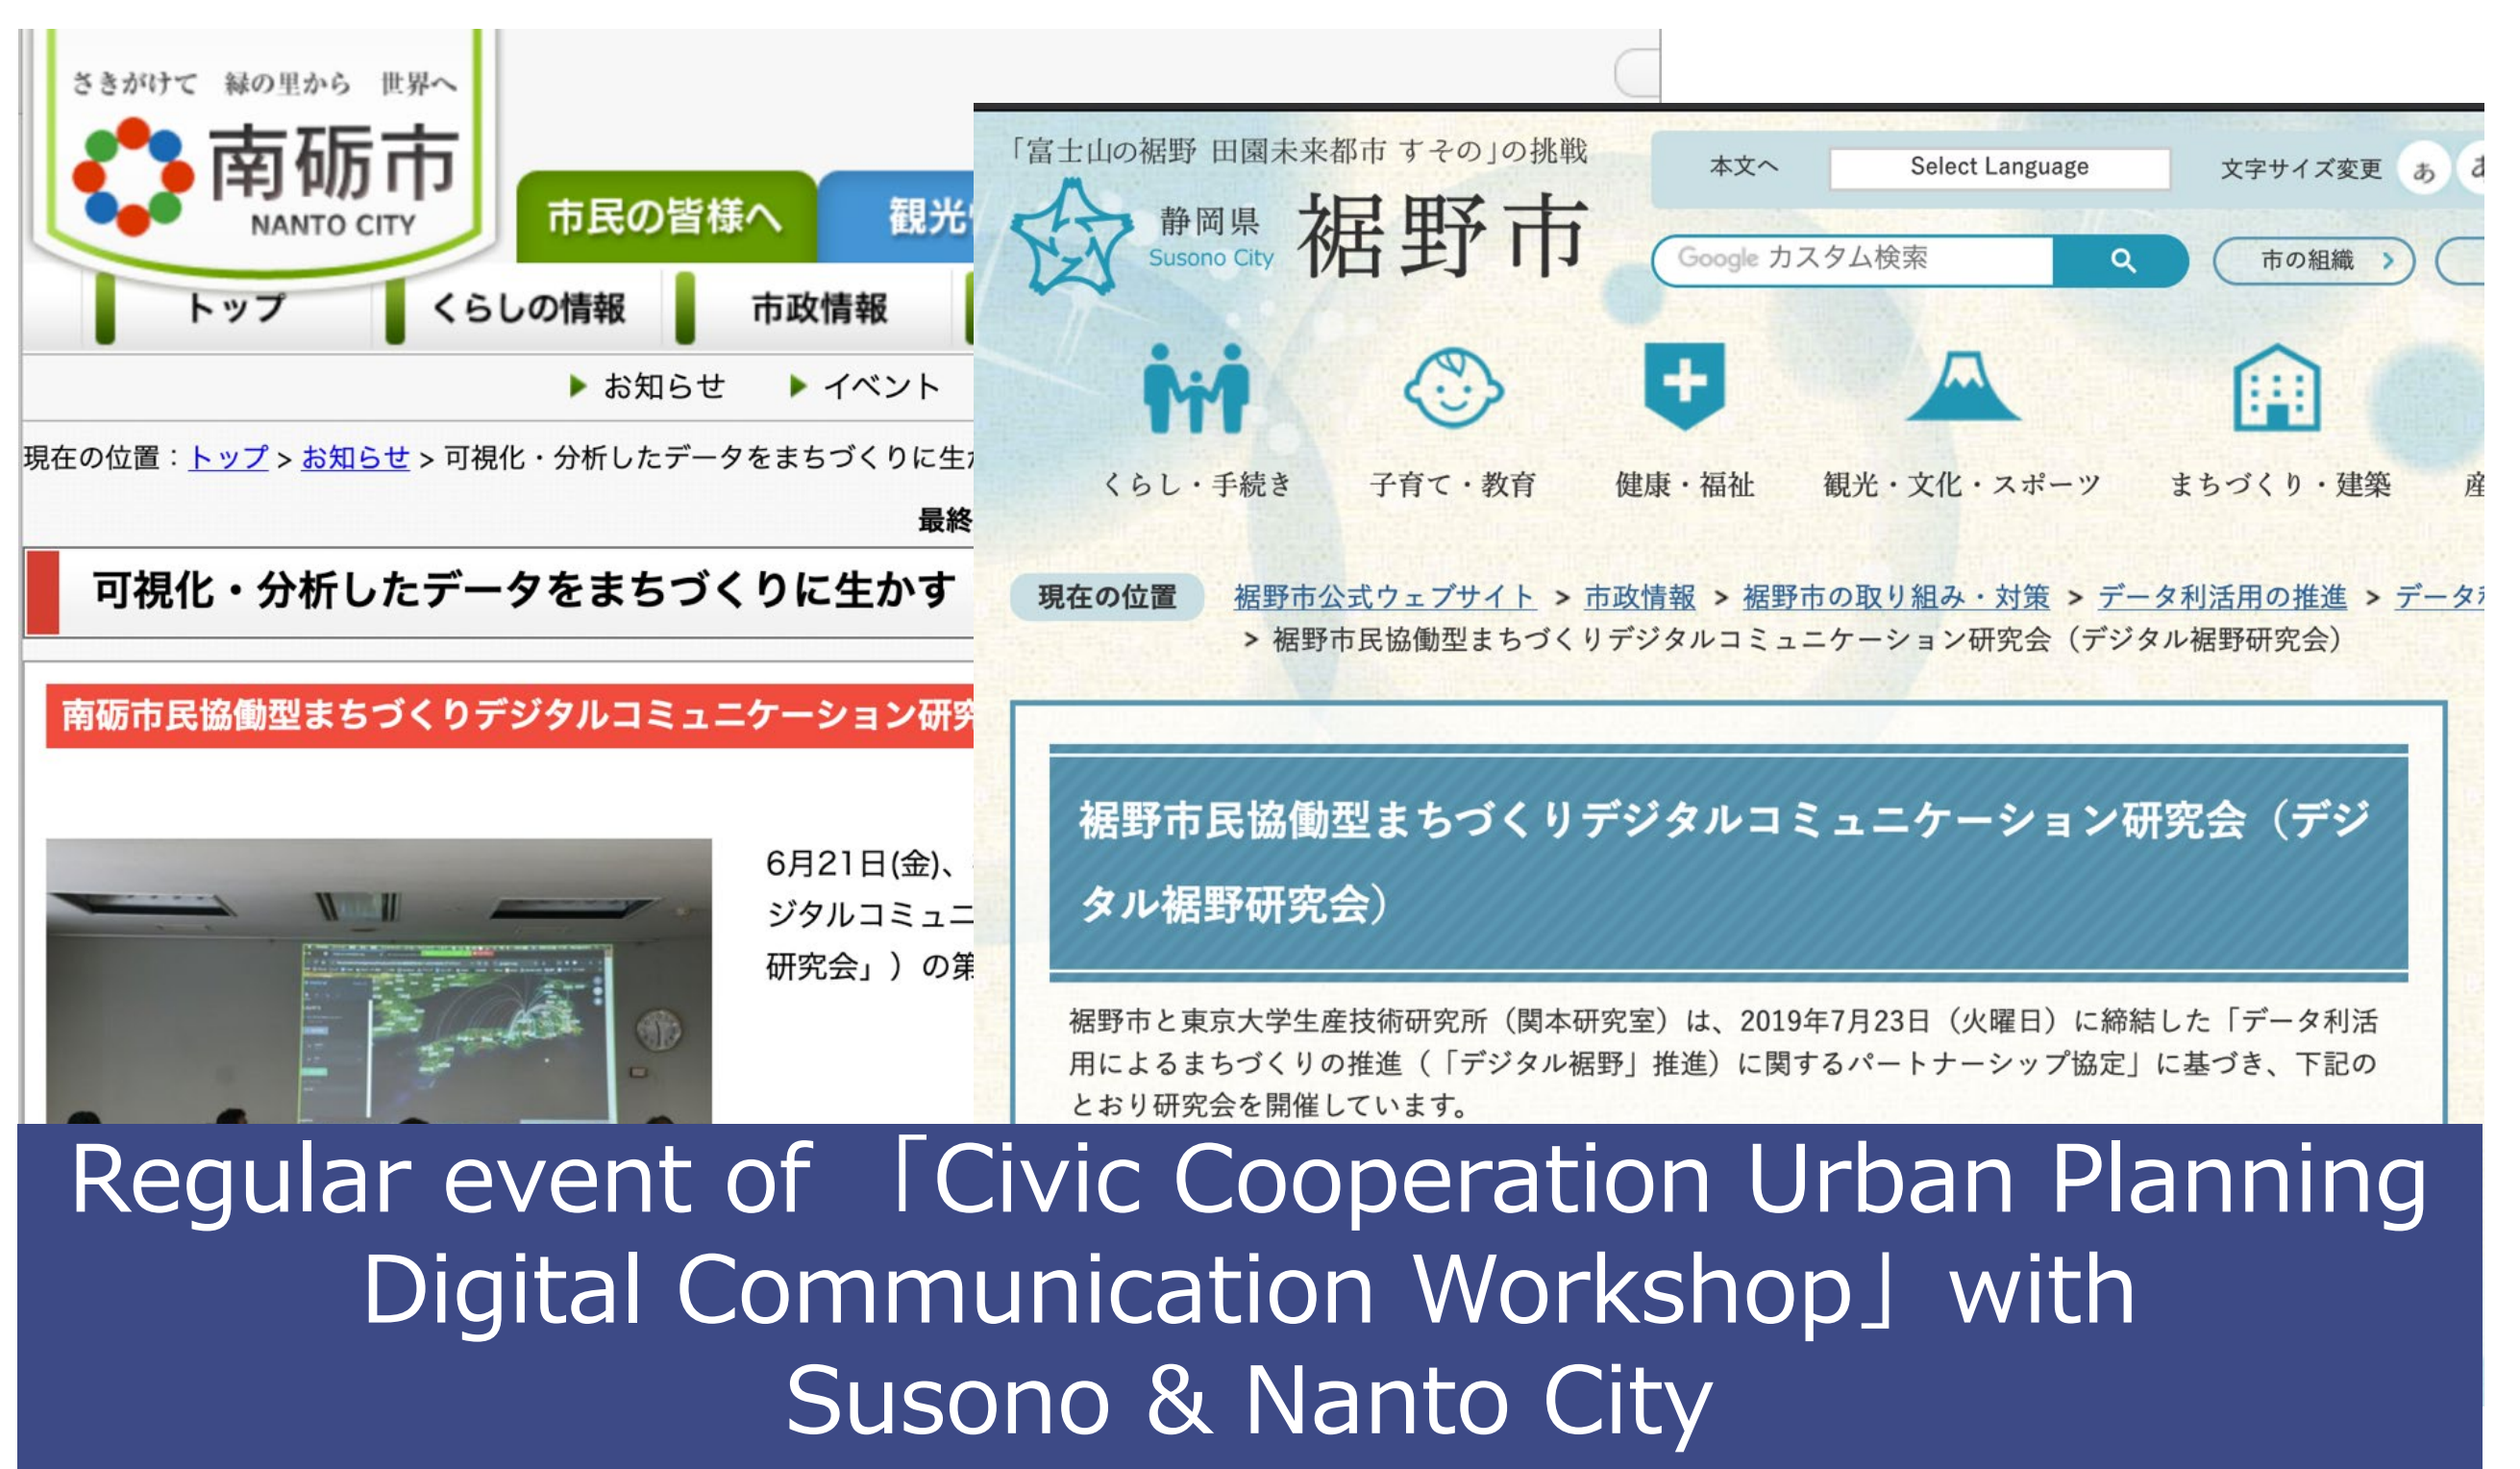 さきがけて 緑の里から 世界へ
南砺市
NANTO CITY
市民の皆様へ
観光
トップ
くらしの情報
市政情報
お知らせ
イベント
現在の位置：トップ > お知らせ > 可視化・分析したデータをまちづくりに生
最終
可視化・分析したデータをまちづくりに生かす
南砺市民協働型まちづくりデジタルコミュニケーション研究
6月21日(金)、
ジタルコミュニ
研究会」）の第
「富士山の裾野 田園未来都市 すその」の挑戦
静岡県
Susono City
裾野市
本文へ
Select Language
文字サイズ変更
あ
あ
Google カスタム検索
市の組織
くらし・手続き
子育て・教育
健康・福祉
観光・文化・スポーツ
まちづくり・建築
産
現在の位置
裾野市公式ウェブサイト > 市政情報 > 裾野市の取り組み・対策 > データ利活用の推進 > データ
> 裾野市民協働型まちづくりデジタルコミュニケーション研究会（デジタル裾野研究会）
裾野市民協働型まちづくりデジタルコミュニケーション研究会（デジ
タル裾野研究会）
裾野市と東京大学生産技術研究所（関本研究室）は、2019年7月23日（火曜日）に締結した「データ利活
用によるまちづくりの推進（「デジタル裾野」推進）に関するパートナーシップ協定」に基づき、下記の
とおり研究会を開催しています。
Regular event of 「Civic Cooperation Urban Planning
Digital Communication Workshop」 with
Susono & Nanto City